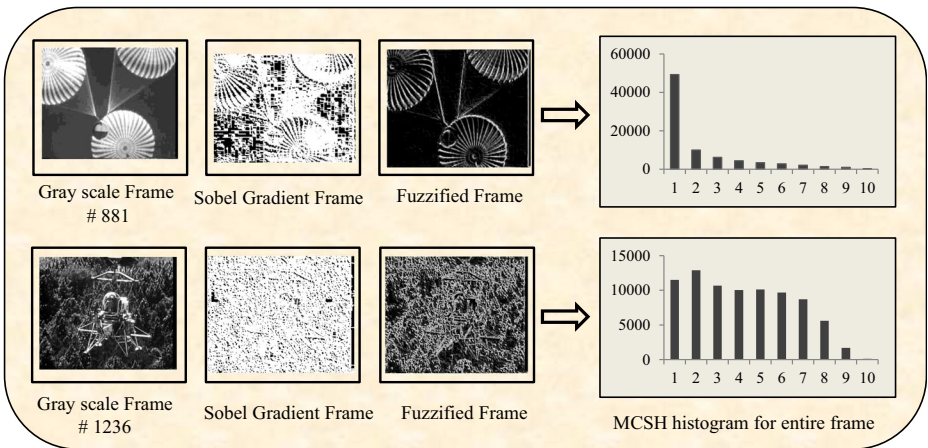 60000
40000
20000
0
1 2 3 4 5 6 7 8 9 10
Gray scale Frame
# 881
Sobel Gradient Frame
Fuzzified Frame
15000
10000
5000
0
1 2 3 4 5 6 7 8 9 10
Gray scale Frame
# 1236
Sobel Gradient Frame
Fuzzified Frame
MCSH histogram for entire frame